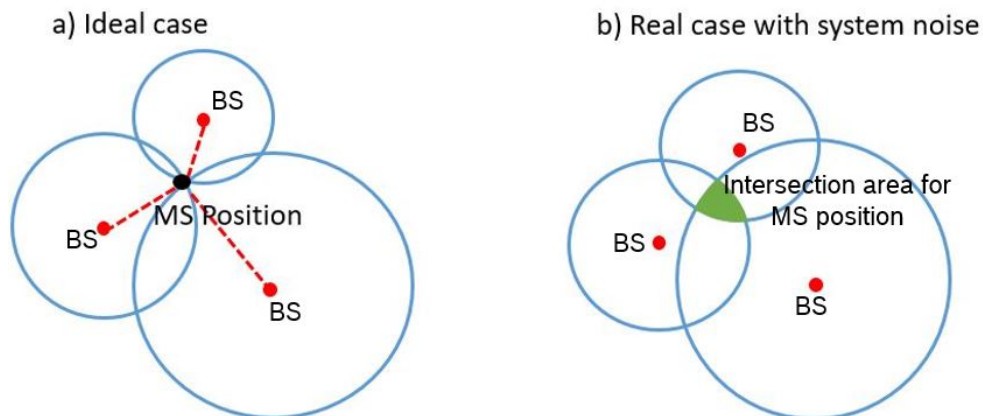 a) Ideal case
BS
MS Position
BS
BS
b) Real case with system noise
BS
Intersection area for
MS position
BS
BS